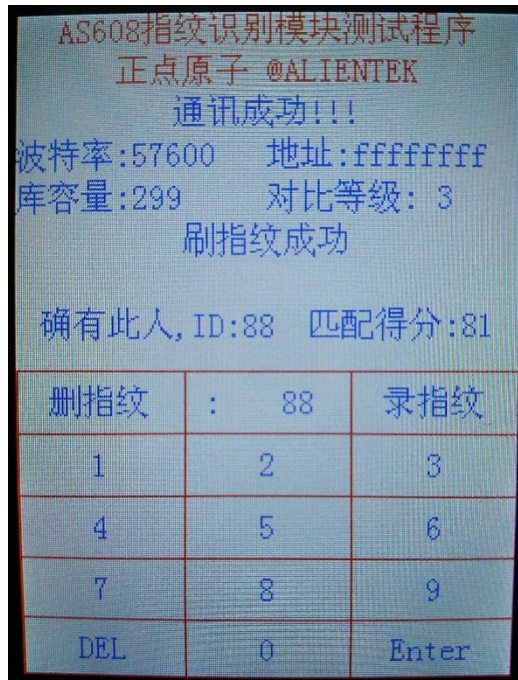 AS608指纹识别模块测试程序
正点原子 @ALIENTEK
通讯成功!!!
波特率:57600 地址:ffffffff
库容量:299 对比等级: 3
刷指纹成功
确有此人,ID:88 匹配得分:81
删指纹 : 88 录指纹
1 2 3
4 5 6
7 8 9
DEL 0 Enter